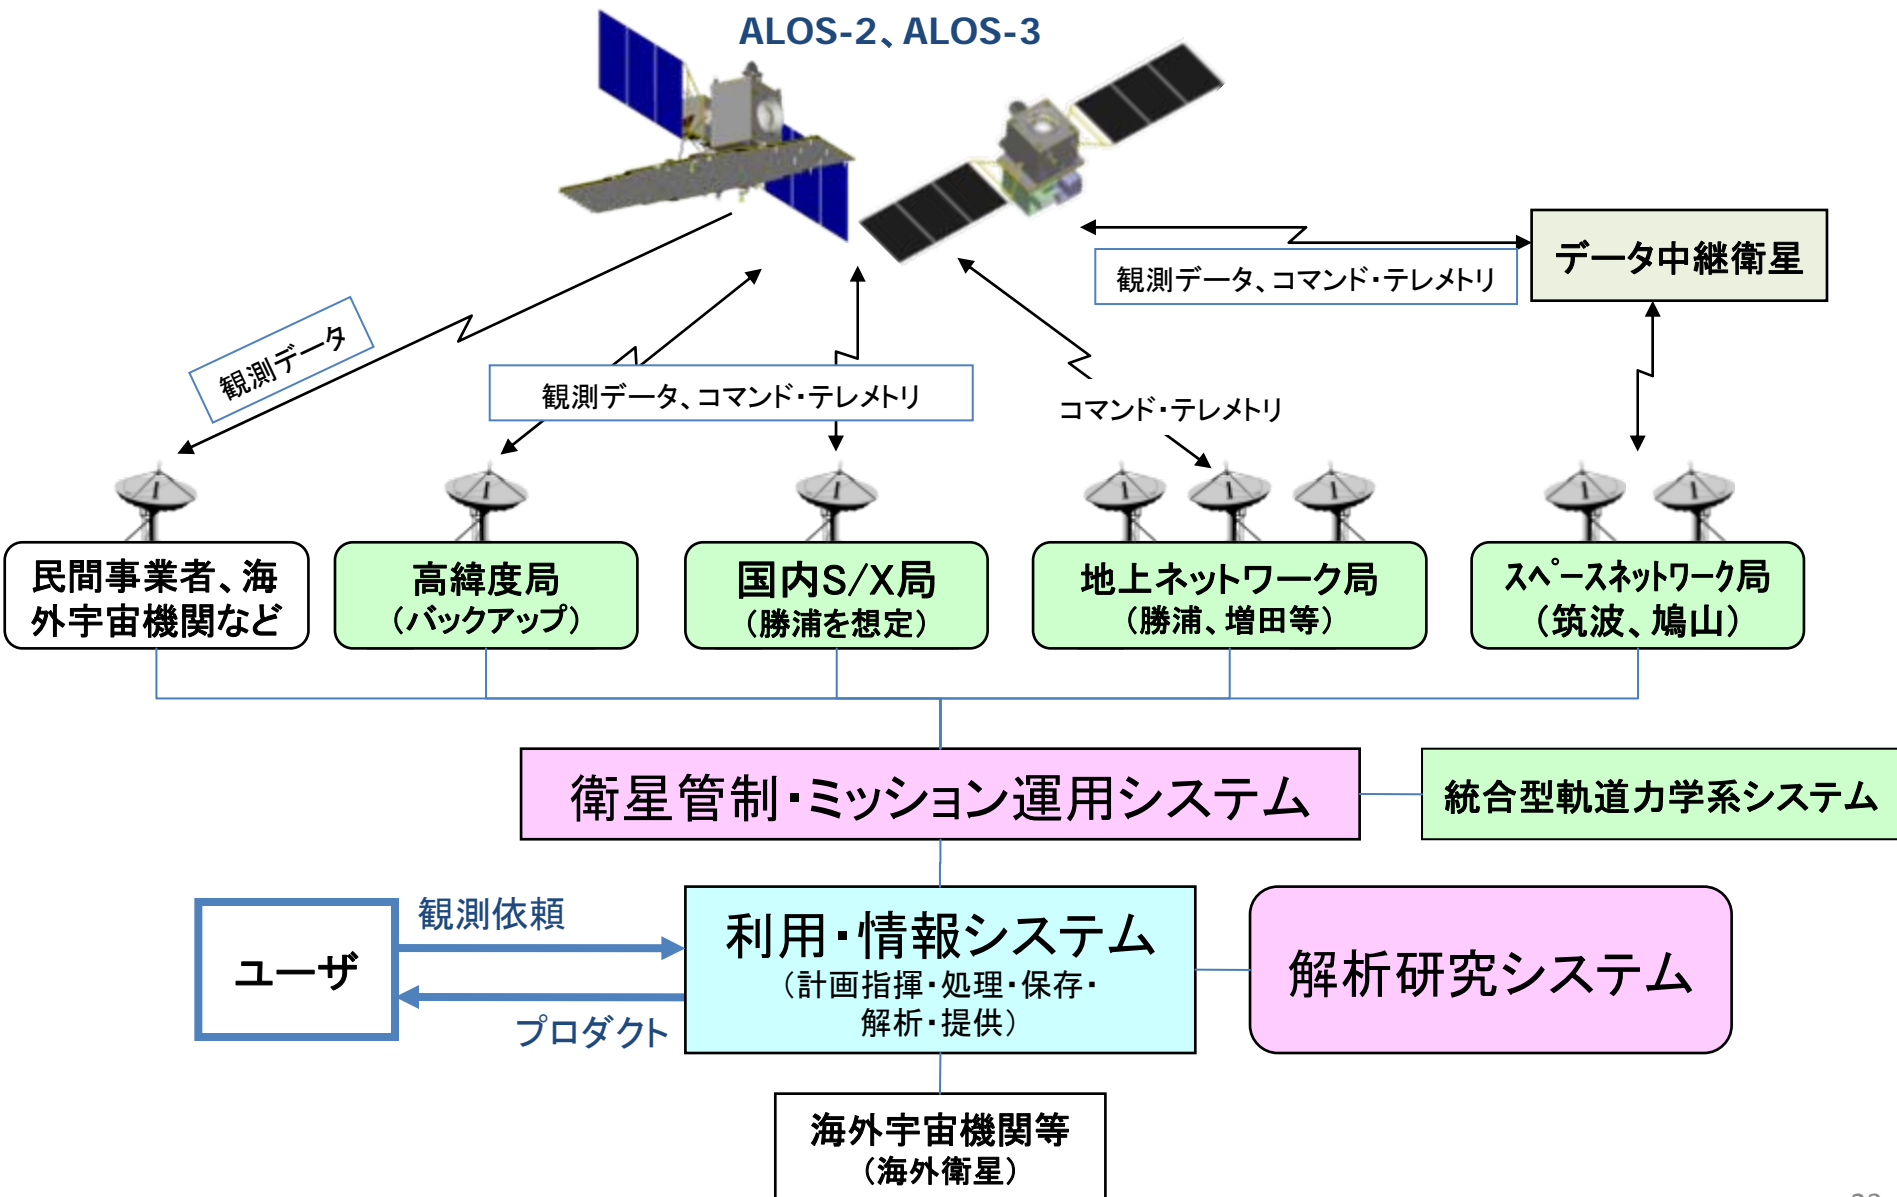 ALOS-2、ALOS-3
データ中継衛星
観測データ、コマンド・テレメトリ
観測データ
観測データ、コマンド・テレメトリ
コマンド・テレメトリ
民間事業者、海
外宇宙機関など
高緯度局
（バックアップ）
国内S/X局
（勝浦を想定）
地上ネットワーク局
（勝浦、増田等）
スペースネットワーク局
（筑波、鳩山）
衛星管制・ミッション運用システム
統合型軌道力学系システム
観測依頼
ユーザ
プロダクト
利用・情報システム
（計画指揮・処理・保存・
解析・提供）
解析研究システム
海外宇宙機関等
（海外衛星）